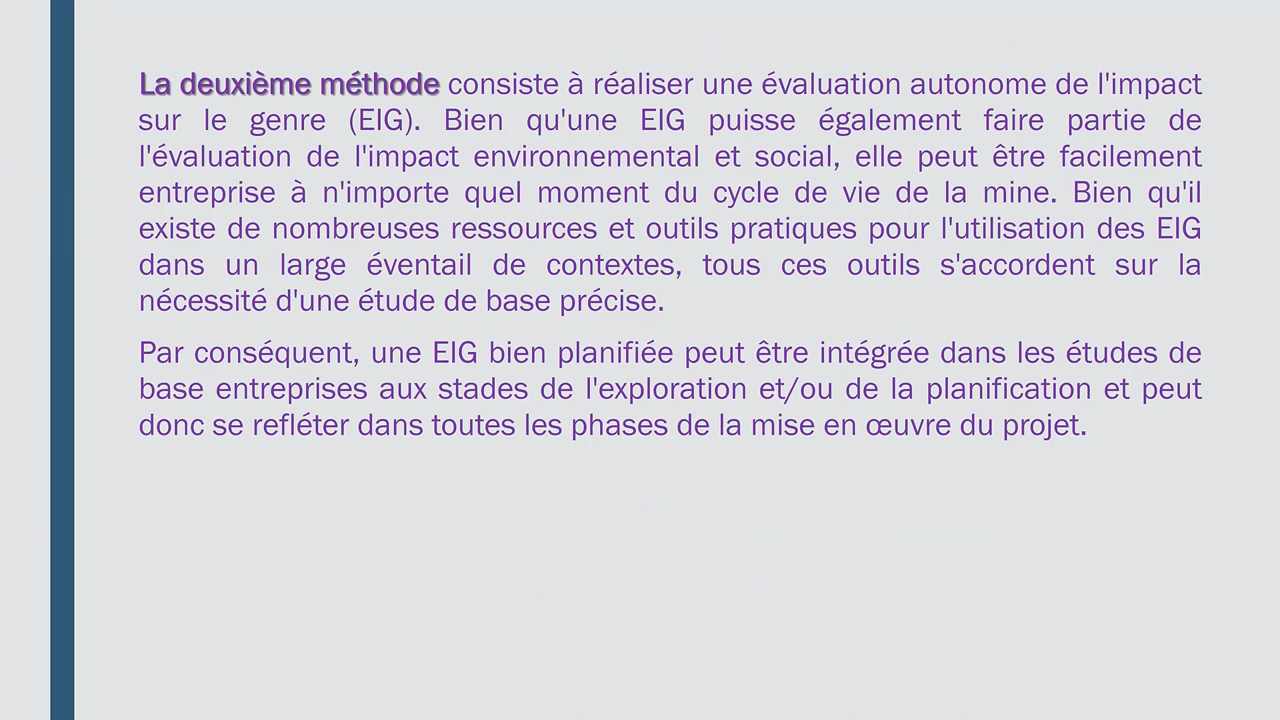 La deuxième méthode consiste à réaliser une évaluation autonome de l'impact
sur le genre (EIG). Bien qu'une EIG puisse également faire partie de
l'évaluation de l'impact environnemental et social, elle peut être facilement
entreprise à n'importe quel moment du cycle de vie de la mine. Bien qu'il
existe de nombreuses ressources et outils pratiques pour l'utilisation des EIG
dans un large éventail de contextes, tous ces outils s'accordent sur la
nécessité d'une étude de base précise.
Par conséquent, une EIG bien planifiée peut être intégrée dans les études de
base entreprises aux stades de l'exploration et/ou de la planification et peut
donc se refléter dans toutes les phases de la mise en œuvre du projet.